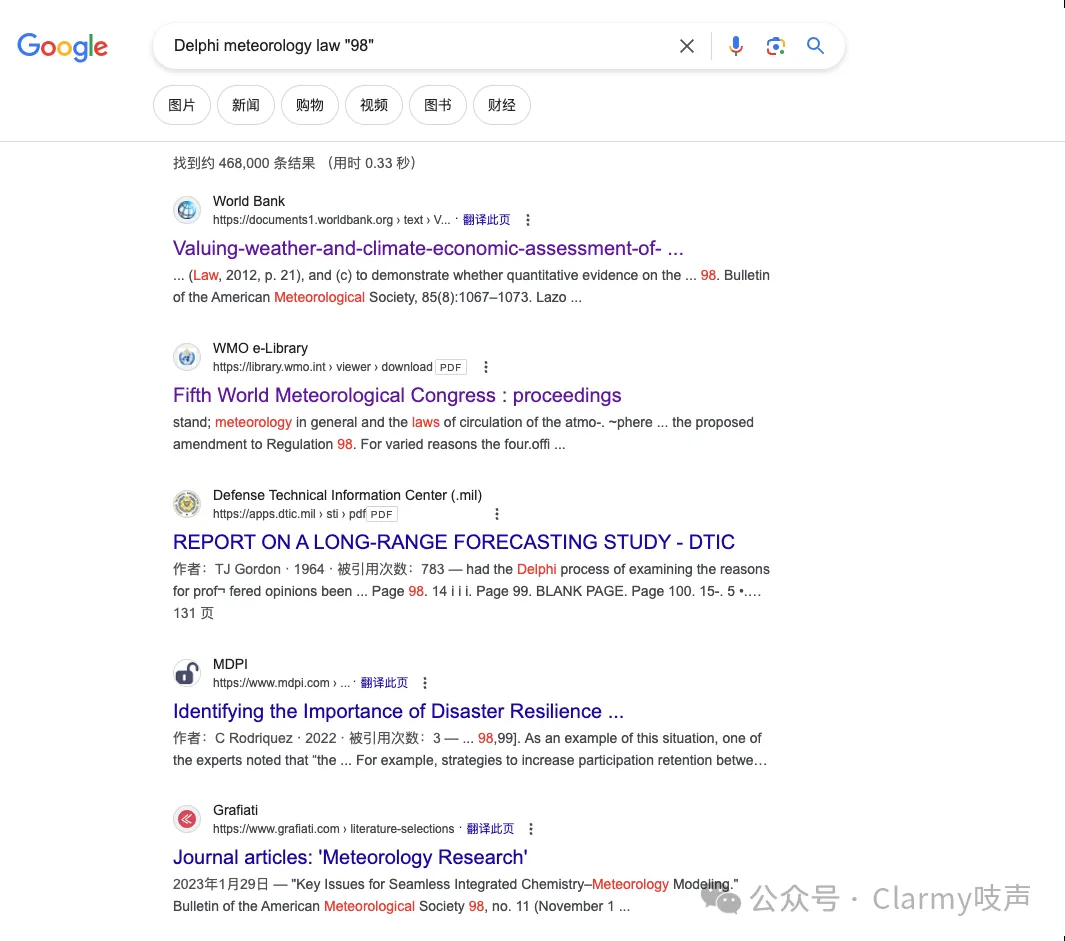 Google
Delphi meteorology law "98"
图片 新闻 购物 视频 图书 财经
找到约 468,000 条结果 （用时 0.33 秒）
World Bank
https://documents1.worldbank.org › text › V... · 翻译此页
Valuing-weather-and-climate-economic-assessment-of- ...
... (Law, 2012, p. 21), and (c) to demonstrate whether quantitative evidence on the ... 98. Bulletin
of the American Meteorological Society, 85(8):1067–1073. Lazo ...
WMO e-Library
https://library.wmo.int › viewer › download PDF
Fifth World Meteorological Congress : proceedings
stand; meteorology in general and the laws of circulation of the atmo-. ~phere ... the proposed
amendment to Regulation 98. For varied reasons the four.offi ...
Defense Technical Information Center (.mil)
https://apps.dtic.mil › sti › pdf PDF
REPORT ON A LONG-RANGE FORECASTING STUDY - DTIC
作者：TJ Gordon · 1964 · 被引用次数：783 — had the Delphi process of examining the reasons
for prof¬ fered opinions been ... Page 98. 14 i i i. Page 99. BLANK PAGE. Page 100. 15-. 5 •.…
131 页
MDPI
https://www.mdpi.com › ... · 翻译此页
Identifying the Importance of Disaster Resilience ...
作者：C Rodriquez · 2022 · 被引用次数：3 — ... 98,99]. As an example of this situation, one of
the experts noted that “the ... For example, strategies to increase participation retention betwe…
Grafiati
https://www.grafiati.com › literature-selections · 翻译此页
Journal articles: 'Meteorology Research'
2023年1月29日 — "Key Issues for Seamless Integrated Chemistry–Meteorology Modeling."
Bulletin of the American Meteorological Society 98, no. 11 (November 1 ...
公众号 · Clarmy吱声